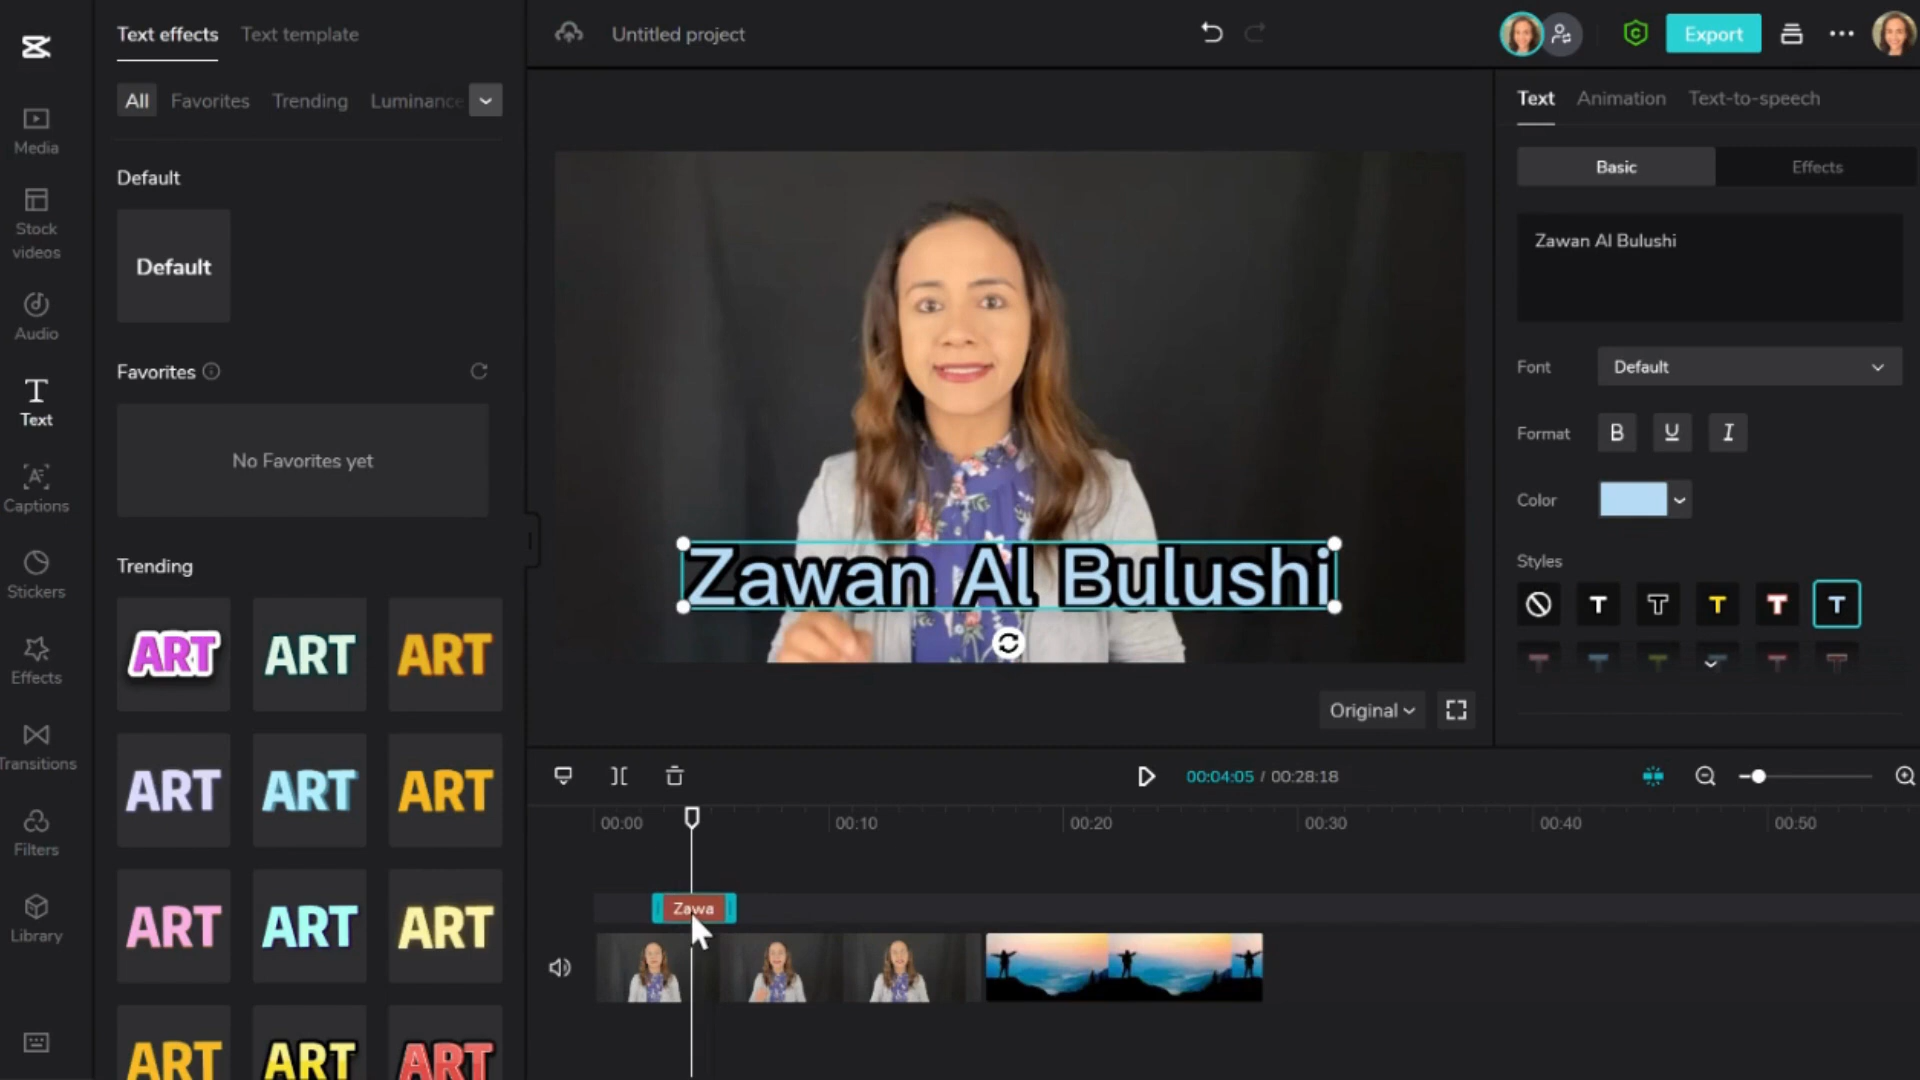 Text effects Text template
Untitled project
Export
All Favorites Trending Luminance
Text Animation Text-to-speech
Media
Stock videos
Audio
Text
Captions
Stickers
Effects
Transitions
Filters
Library
Default
Default
Favorites
No Favorites yet
Trending
ART ART ART
ART ART ART
ART ART ART
ART ART ART
Zawan Al Bulushi
Original
Basic Effects
Zawan Al Bulushi
Font Default
Format B U I
Color
Styles
T T T T T
T T T T T T
00:04:05 / 00:28:18
00:00 00:10 00:20 00:30 00:40 00:50
Zawa